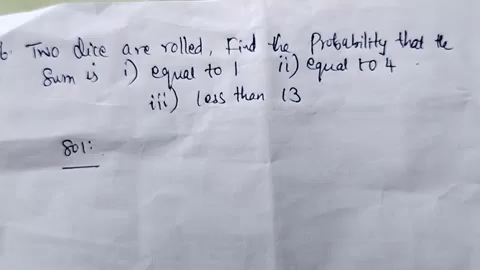 6. Two dice are rolled, Find the Probability that the
Sum is i) equal to 1 ii) equal to 4.
iii) less than 13
Sol: